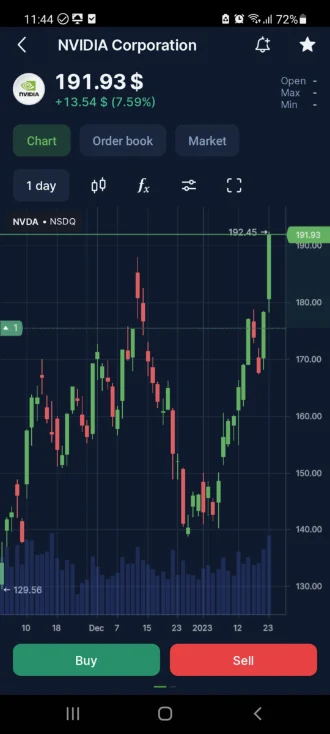 11:44
72%
NVIDIA Corporation
NVIDIA
191.93 $
+13.54 $ (7.59%)
Open -
Max -
Min -
Chart
Order book
Market
1 day
fx
NVDA • NSDQ
192.45 →
191.93
190.00
180.00
1
170.00
160.00
150.00
140.00
130.00
← 129.56
10 18 Dec 7 15 23 2023 12 23
Buy
Sell